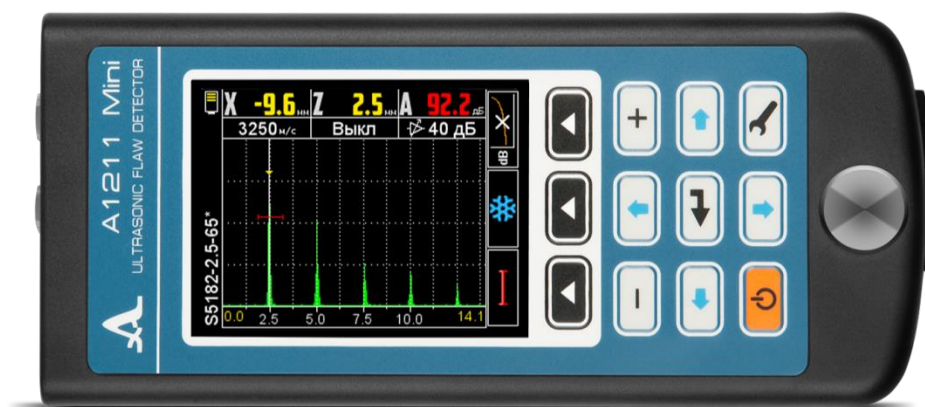 A1211 Mini
ULTRASONIC FLAW DETECTOR
X -9.6 мм Z 2.5 мм A 92.2 дБ
3250 м/с Выкл 40 дБ
dB
S5182-2.5-65*
0.0 2.5 5.0 7.5 10.0 14.1
+
−